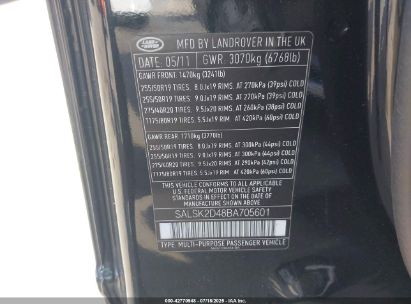 LAND ROVER
MFD BY LANDROVER IN THE UK
DATE: 05/11 GWR: 3070kg (6768lb)
GAWR FRONT: 1470kg (3241lb)
255/50R19 TIRES, 8.0Jx19 RIMS, AT 270kPa (39psi) COLD
255/50R19 TIRES, 9.0Jx19 RIMS, AT 270kPa (39psi) COLD
275/40R20 TIRES, 9.5Jx20 RIMS, AT 260kPa (38psi) COLD
T175/80R19 TIRES, 5.5Jx19 RIM, AT 420kPa (60psi) COLD
GAWR REAR: 1710kg (3770lb)
255/50R19 TIRES, 8.0Jx19 RIMS, AT 300kPa (44psi) COLD
255/50R19 TIRES, 9.0Jx19 RIMS, AT 300kPa (44psi) COLD
275/40R20 TIRES, 9.5Jx20 RIMS, AT 290kPa (42psi) COLD
T175/80R19 TIRES, 5.5Jx19 RIM, AT 420kPa (60psi) COLD
THIS VEHICLE CONFORMS TO ALL APPLICABLE
U.S. FEDERAL MOTOR VEHICLE
SAFETY STANDARDS IN EFFECT ON THE DATE OF
MANUFACTURE SHOWN ABOVE.
SALSK2D48BA705601
TYPE: MULTI-PURPOSE PASSENGER VEHICLE